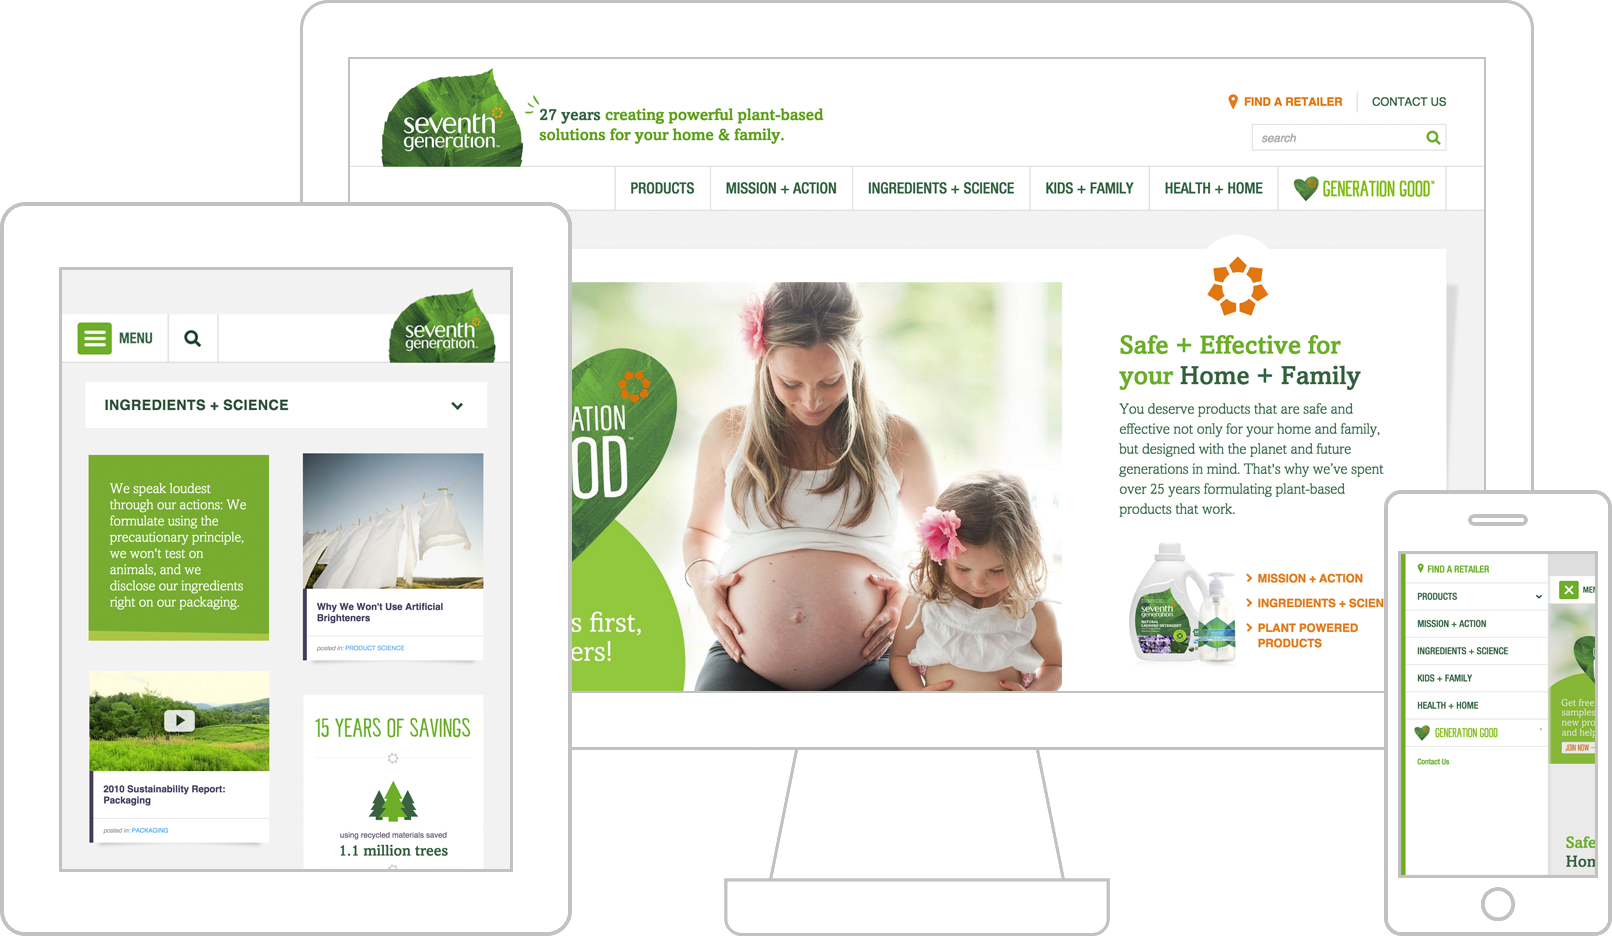 seventh
generation™
27 years creating powerful plant-based
solutions for your home & family.
FIND A RETAILER
CONTACT US
search
PRODUCTS
MISSION + ACTION
INGREDIENTS + SCIENCE
KIDS + FAMILY
HEALTH + HOME
GENERATION GOOD™
ATION
OOD™
s first,
ers!
Safe + Effective for
your Home + Family
You deserve products that are safe and
effective not only for your home and family,
but designed with the planet and future
generations in mind. That's why we've spent
over 25 years formulating plant-based
products that work.
seventh
generation
NATURAL
LAUNDRY DETERGENT
MISSION + ACTION
INGREDIENTS + SCIEN
PLANT POWERED
PRODUCTS
MENU
seventh
generation™
INGREDIENTS + SCIENCE
We speak loudest
through our actions: We
formulate using the
precautionary principle,
we won't test on
animals, and we
disclose our ingredients
right on our packaging.
Why We Won't Use Artificial
Brighteners
posted in: PRODUCT SCIENCE
2010 Sustainability Report:
Packaging
posted in: PACKAGING
15 YEARS OF SAVINGS
using recycled materials saved
1.1 million trees
FIND A RETAILER
PRODUCTS
MISSION + ACTION
INGREDIENTS + SCIENCE
KIDS + FAMILY
HEALTH + HOME
GENERATION GOOD
Contact Us
MEN
Get free
samples
new pro
and help
JOIN NOW
Safe
Hon